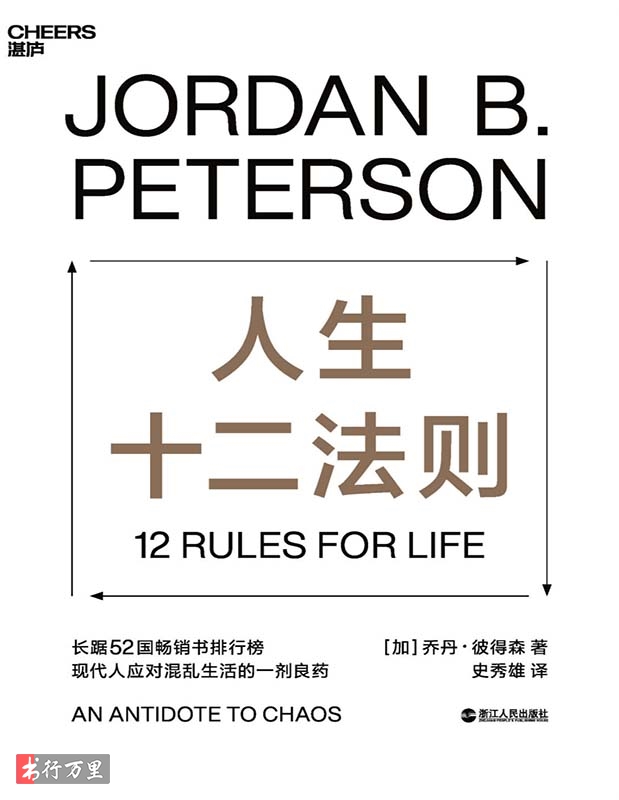 CHEERS
湛庐
JORDAN B.
PETERSON
人生
十二法则
12 RULES FOR LIFE
长踞52国畅销书排行榜
现代人应对混乱生活的一剂良药
AN ANTIDOTE TO CHAOS
[加] 乔丹·彼得森 著
史秀雄 译
浙江人民出版社
书行万里